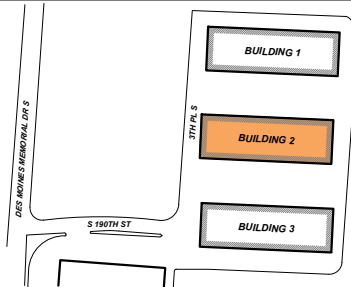 BUILDING 1
3TH PL S
BUILDING 2
DES MOINES MEMORIAL DR S
S 190TH ST
BUILDING 3